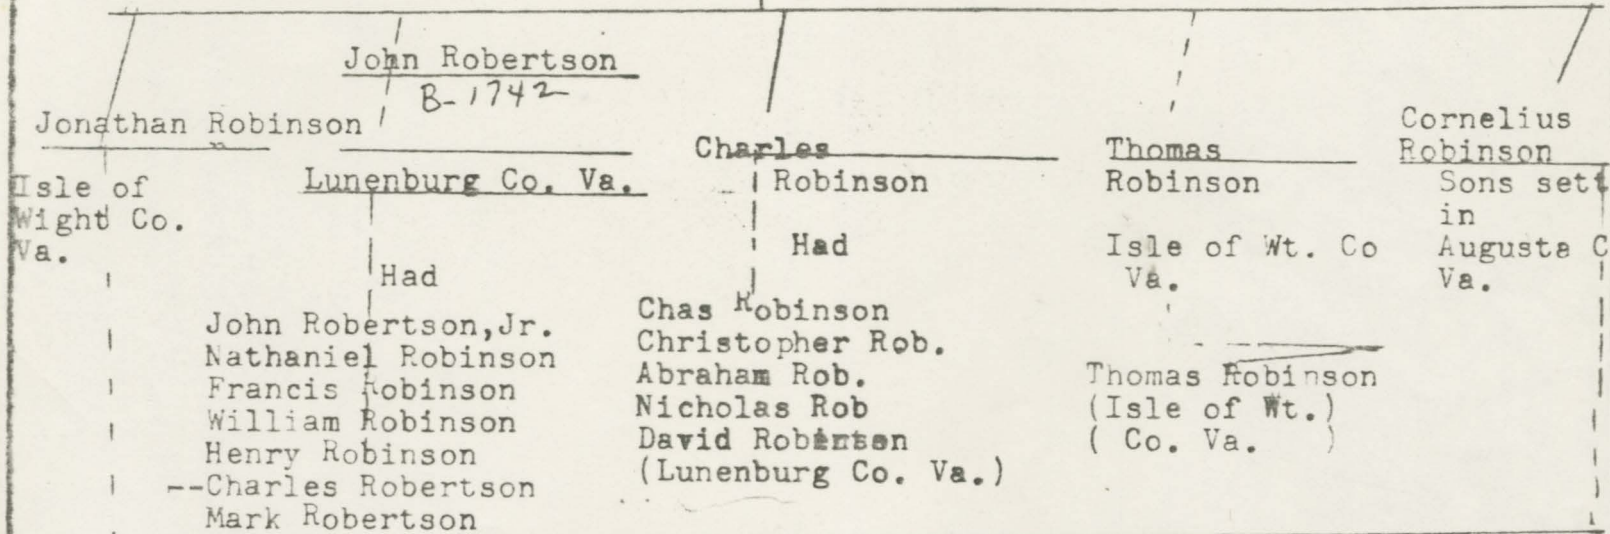 John Robertson
B-1742
Jonathan Robinson
Isle of
Wight Co.
Va.
Lunenburg Co. Va.
Had
John Robertson,Jr.
Nathaniel Robinson
Francis Robinson
William Robinson
Henry Robinson
--Charles Robertson
Mark Robertson
Charles
Robinson
Had
Chas Robinson
Christopher Rob.
Abraham Rob.
Nicholas Rob
David
(Lunenburg Co. Va.)
Thomas
Robinson
Isle of Wt. Co
Va.
Thomas Robinson
(Isle of Wt.)
( Co. Va. )
Cornelius
Robinson
Sons sett
in
Augusta C
Va.